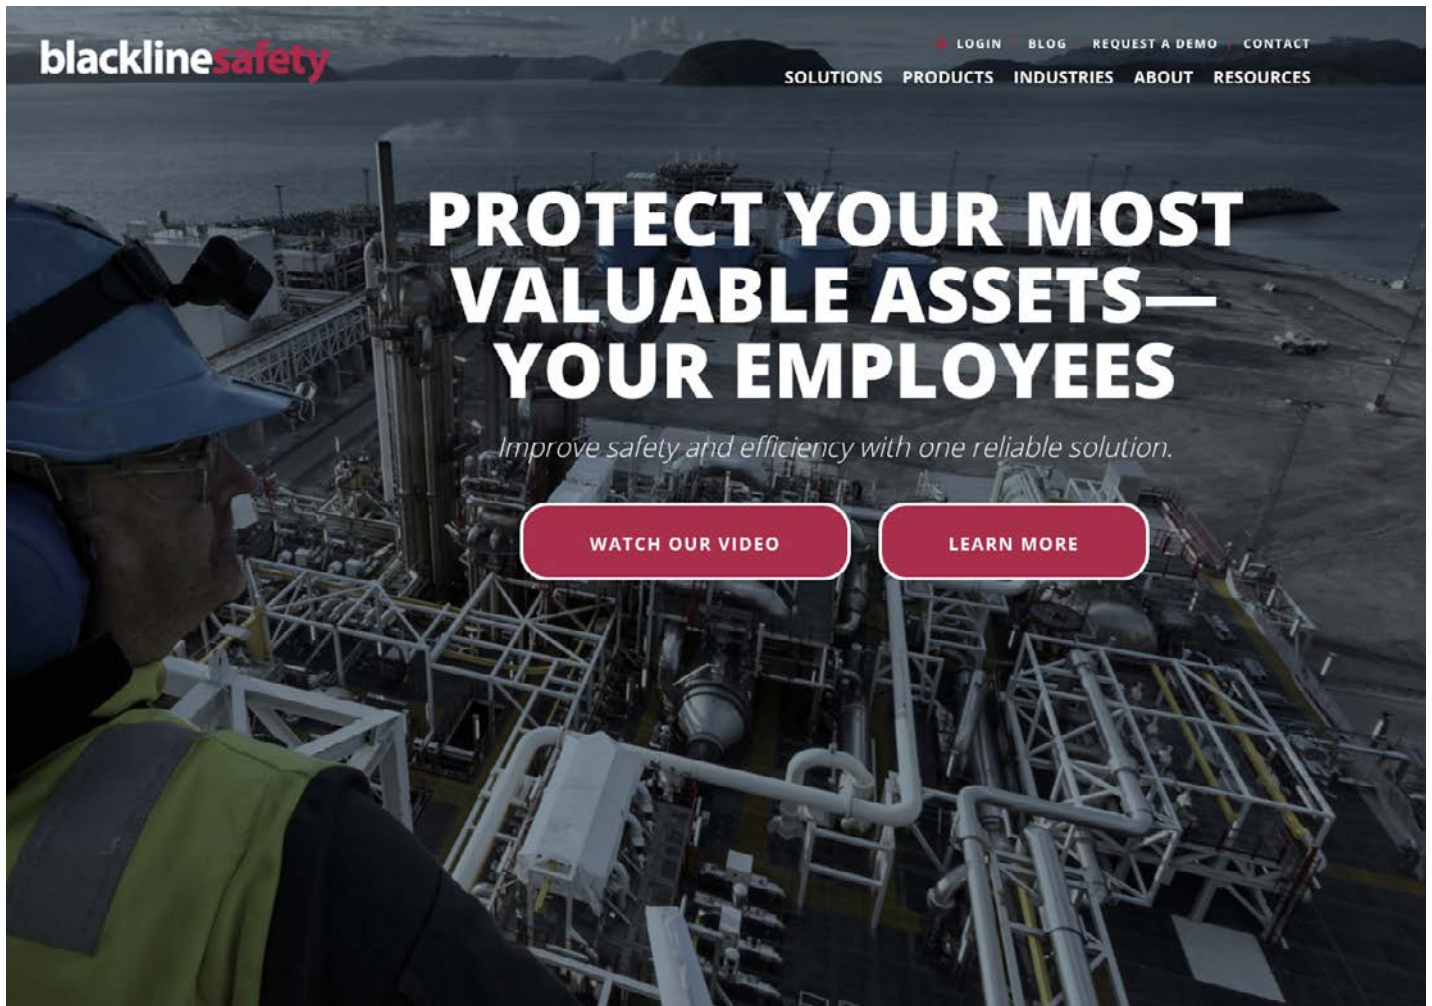 blacklinesafety
LOGIN BLOG REQUEST A DEMO CONTACT
SOLUTIONS PRODUCTS INDUSTRIES ABOUT RESOURCES
PROTECT YOUR MOST
VALUABLE ASSETS—
YOUR EMPLOYEES
Improve safety and efficiency with one reliable solution.
WATCH OUR VIDEO
LEARN MORE